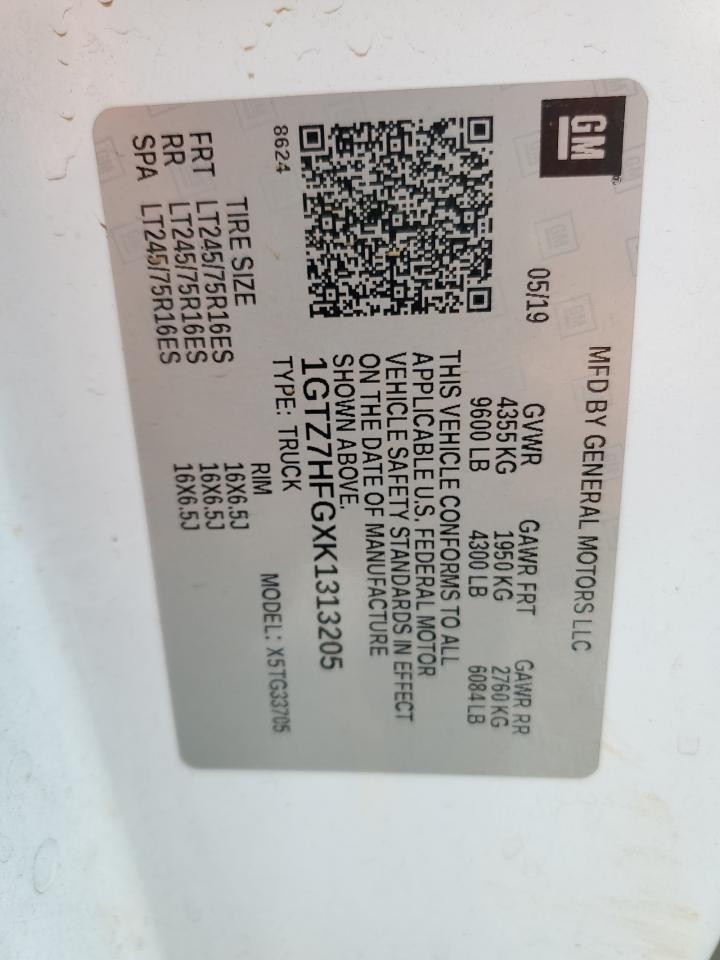 GM
®
MFD BY GENERAL MOTORS LLC
05/19 GVWR GAWR FRT GAWR RR
4355 KG 1950 KG 2760 KG
9600 LB 4300 LB 6084 LB
THIS VEHICLE CONFORMS TO ALL
APPLICABLE U.S. FEDERAL MOTOR
VEHICLE SAFETY STANDARDS IN EFFECT
ON THE DATE OF MANUFACTURE
SHOWN ABOVE.
1GTZ7HFGXK1313205
8624 TYPE: TRUCK MODEL: X5TG33705
TIRE SIZE RIM
FRT LT245/75R16ES 16X6.5J
RR LT245/75R16ES 16X6.5J
SPA LT245/75R16ES 16X6.5J